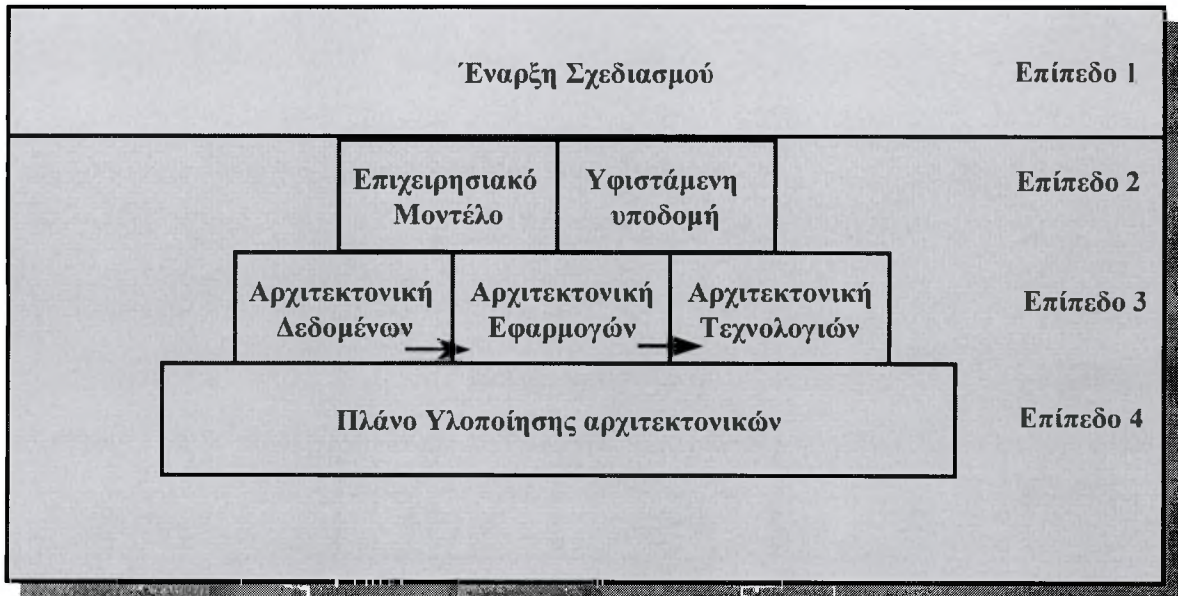 Έναρξη Σχεδιασμού Επίπεδο 1
Επιχειρησιακό Μοντέλο
Υφιστάμενη υποδομή
Επίπεδο 2
Αρχιτεκτονική Δεδομένων
Αρχιτεκτονική Εφαρμογών
Αρχιτεκτονική Τεχνολογιών
Επίπεδο 3
Πλάνο Υλοποίησης αρχιτεκτονικών Επίπεδο 4